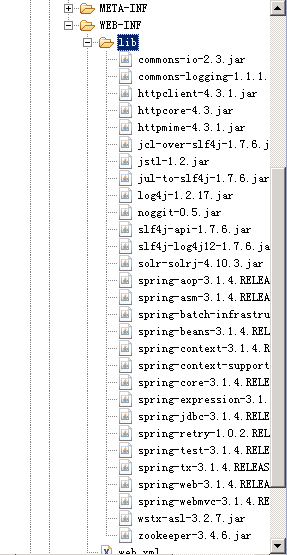 META-INF
WEB-INF
lib
commons-io-2.3.jar
commons-logging-1.1.1.
httpclient-4.3.1.jar
httpcore-4.3.jar
httpmime-4.3.1.jar
jcl-over-slf4j-1.7.6.j
jstl-1.2.jar
jul-to-slf4j-1.7.6.jar
log4j-1.2.17.jar
noggit-0.5.jar
slf4j-api-1.7.6.jar
slf4j-log4j12-1.7.6.ja
solr-solrj-4.10.3.jar
spring-aop-3.1.4.RELEA
spring-asm-3.1.4.RELEA
spring-batch-infrastru
spring-beans-3.1.4.REL
spring-context-3.1.4.R
spring-context-support
spring-core-3.1.4.RELE
spring-expression-3.1.
spring-jdbc-3.1.4.RELE
spring-retry-1.0.2.REL
spring-test-3.1.4.RELE
spring-tx-3.1.4.RELEAS
spring-web-3.1.4.RELEA
spring-webmvc-3.1.4.RE
wstx-asl-3.2.7.jar
zookeeper-3.4.6.jar
web.xml